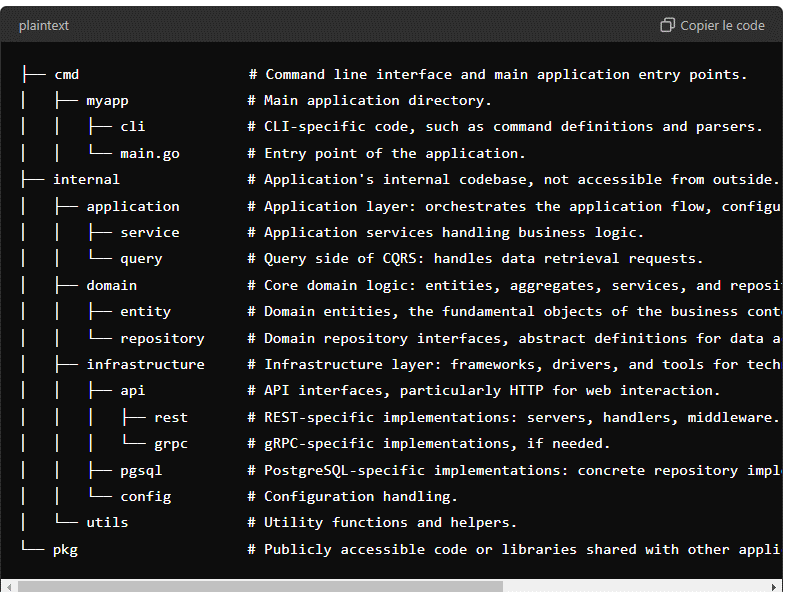 plaintext Copier le code
├── cmd # Command line interface and main application entry points.
│ ├── myapp # Main application directory.
│ │ ├── cli # CLI-specific code, such as command definitions and parsers.
│ │ └── main.go # Entry point of the application.
├── internal # Application's internal codebase, not accessible from outside.
│ ├── application # Application layer: orchestrates the application flow, configu
│ │ ├── service # Application services handling business logic.
│ │ └── query # Query side of CQRS: handles data retrieval requests.
│ ├── domain # Core domain logic: entities, aggregates, services, and reposi
│ │ ├── entity # Domain entities, the fundamental objects of the business cont
│ │ └── repository # Domain repository interfaces, abstract definitions for data a
│ ├── infrastructure # Infrastructure layer: frameworks, drivers, and tools for tech
│ │ ├── api # API interfaces, particularly HTTP for web interaction.
│ │ │ ├── rest # REST-specific implementations: servers, handlers, middleware.
│ │ │ └── grpc # gRPC-specific implementations, if needed.
│ │ ├── pgsql # PostgreSQL-specific implementations: concrete repository impl
│ │ └── config # Configuration handling.
│ └── utils # Utility functions and helpers.
└── pkg # Publicly accessible code or libraries shared with other appli